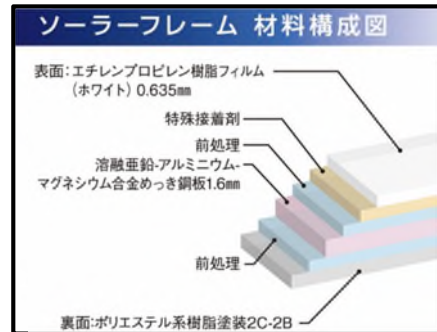 ソーラーフレーム 材料構成図
表面：エチレンプロピレン樹脂フィルム
（ホワイト）0.635㎜
特殊接着剤
前処理
溶融亜鉛-アルミニウム-
マグネシウム合金めっき鋼板1.6㎜
前処理
裏面：ポリエステル系樹脂塗装2C-2B